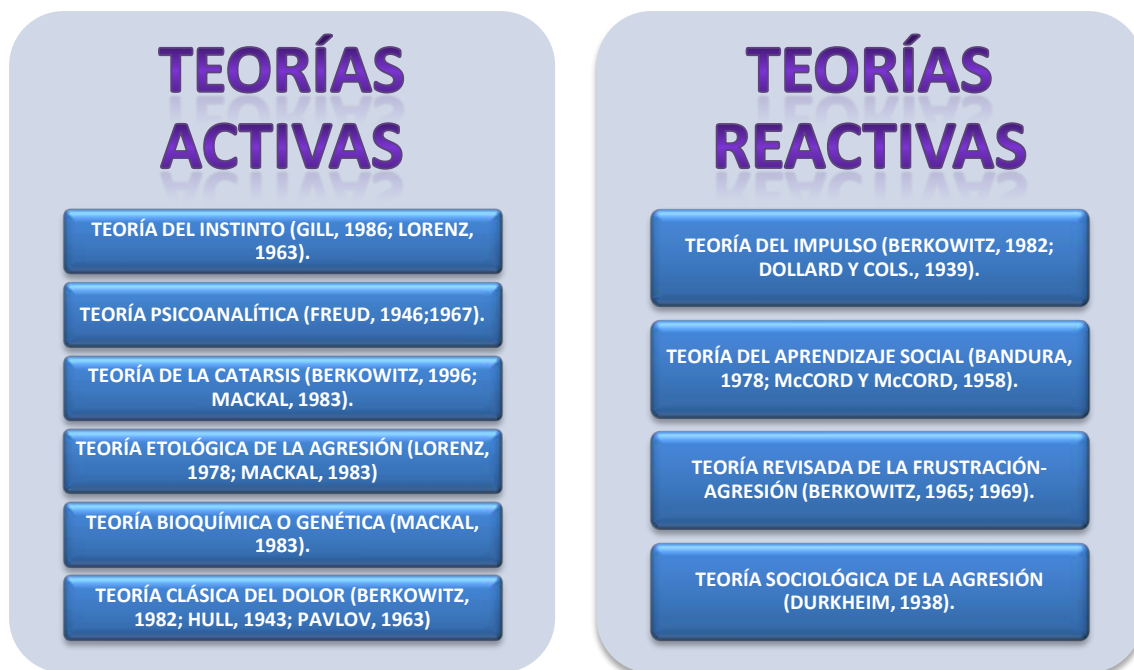 TEORÍAS
ACTIVAS
TEORÍA DEL INSTINTO (GILL, 1986; LORENZ,
1963).
TEORÍA PSICOANALÍTICA (FREUD, 1946;1967).
TEORÍA DE LA CATARSIS (BERKOWITZ, 1996;
MACKAL, 1983).
TEORÍA ETOLÓGICA DE LA AGRESIÓN (LORENZ,
1978; MACKAL, 1983)
TEORÍA BIOQUÍMICA O GENÉTICA (MACKAL,
1983).
TEORÍA CLÁSICA DEL DOLOR (BERKOWITZ,
1982; HULL, 1943; PAVLOV, 1963)
TEORÍAS
REACTIVAS
TEORÍA DEL IMPULSO (BERKOWITZ, 1982;
DOLLARD Y COLS., 1939).
TEORÍA DEL APRENDIZAJE SOCIAL (BANDURA,
1978; McCORD Y McCORD, 1958).
TEORÍA REVISADA DE LA FRUSTRACIÓN-
AGRESIÓN (BERKOWITZ, 1965; 1969).
TEORÍA SOCIOLÓGICA DE LA AGRESIÓN
(DURKHEIM, 1938).